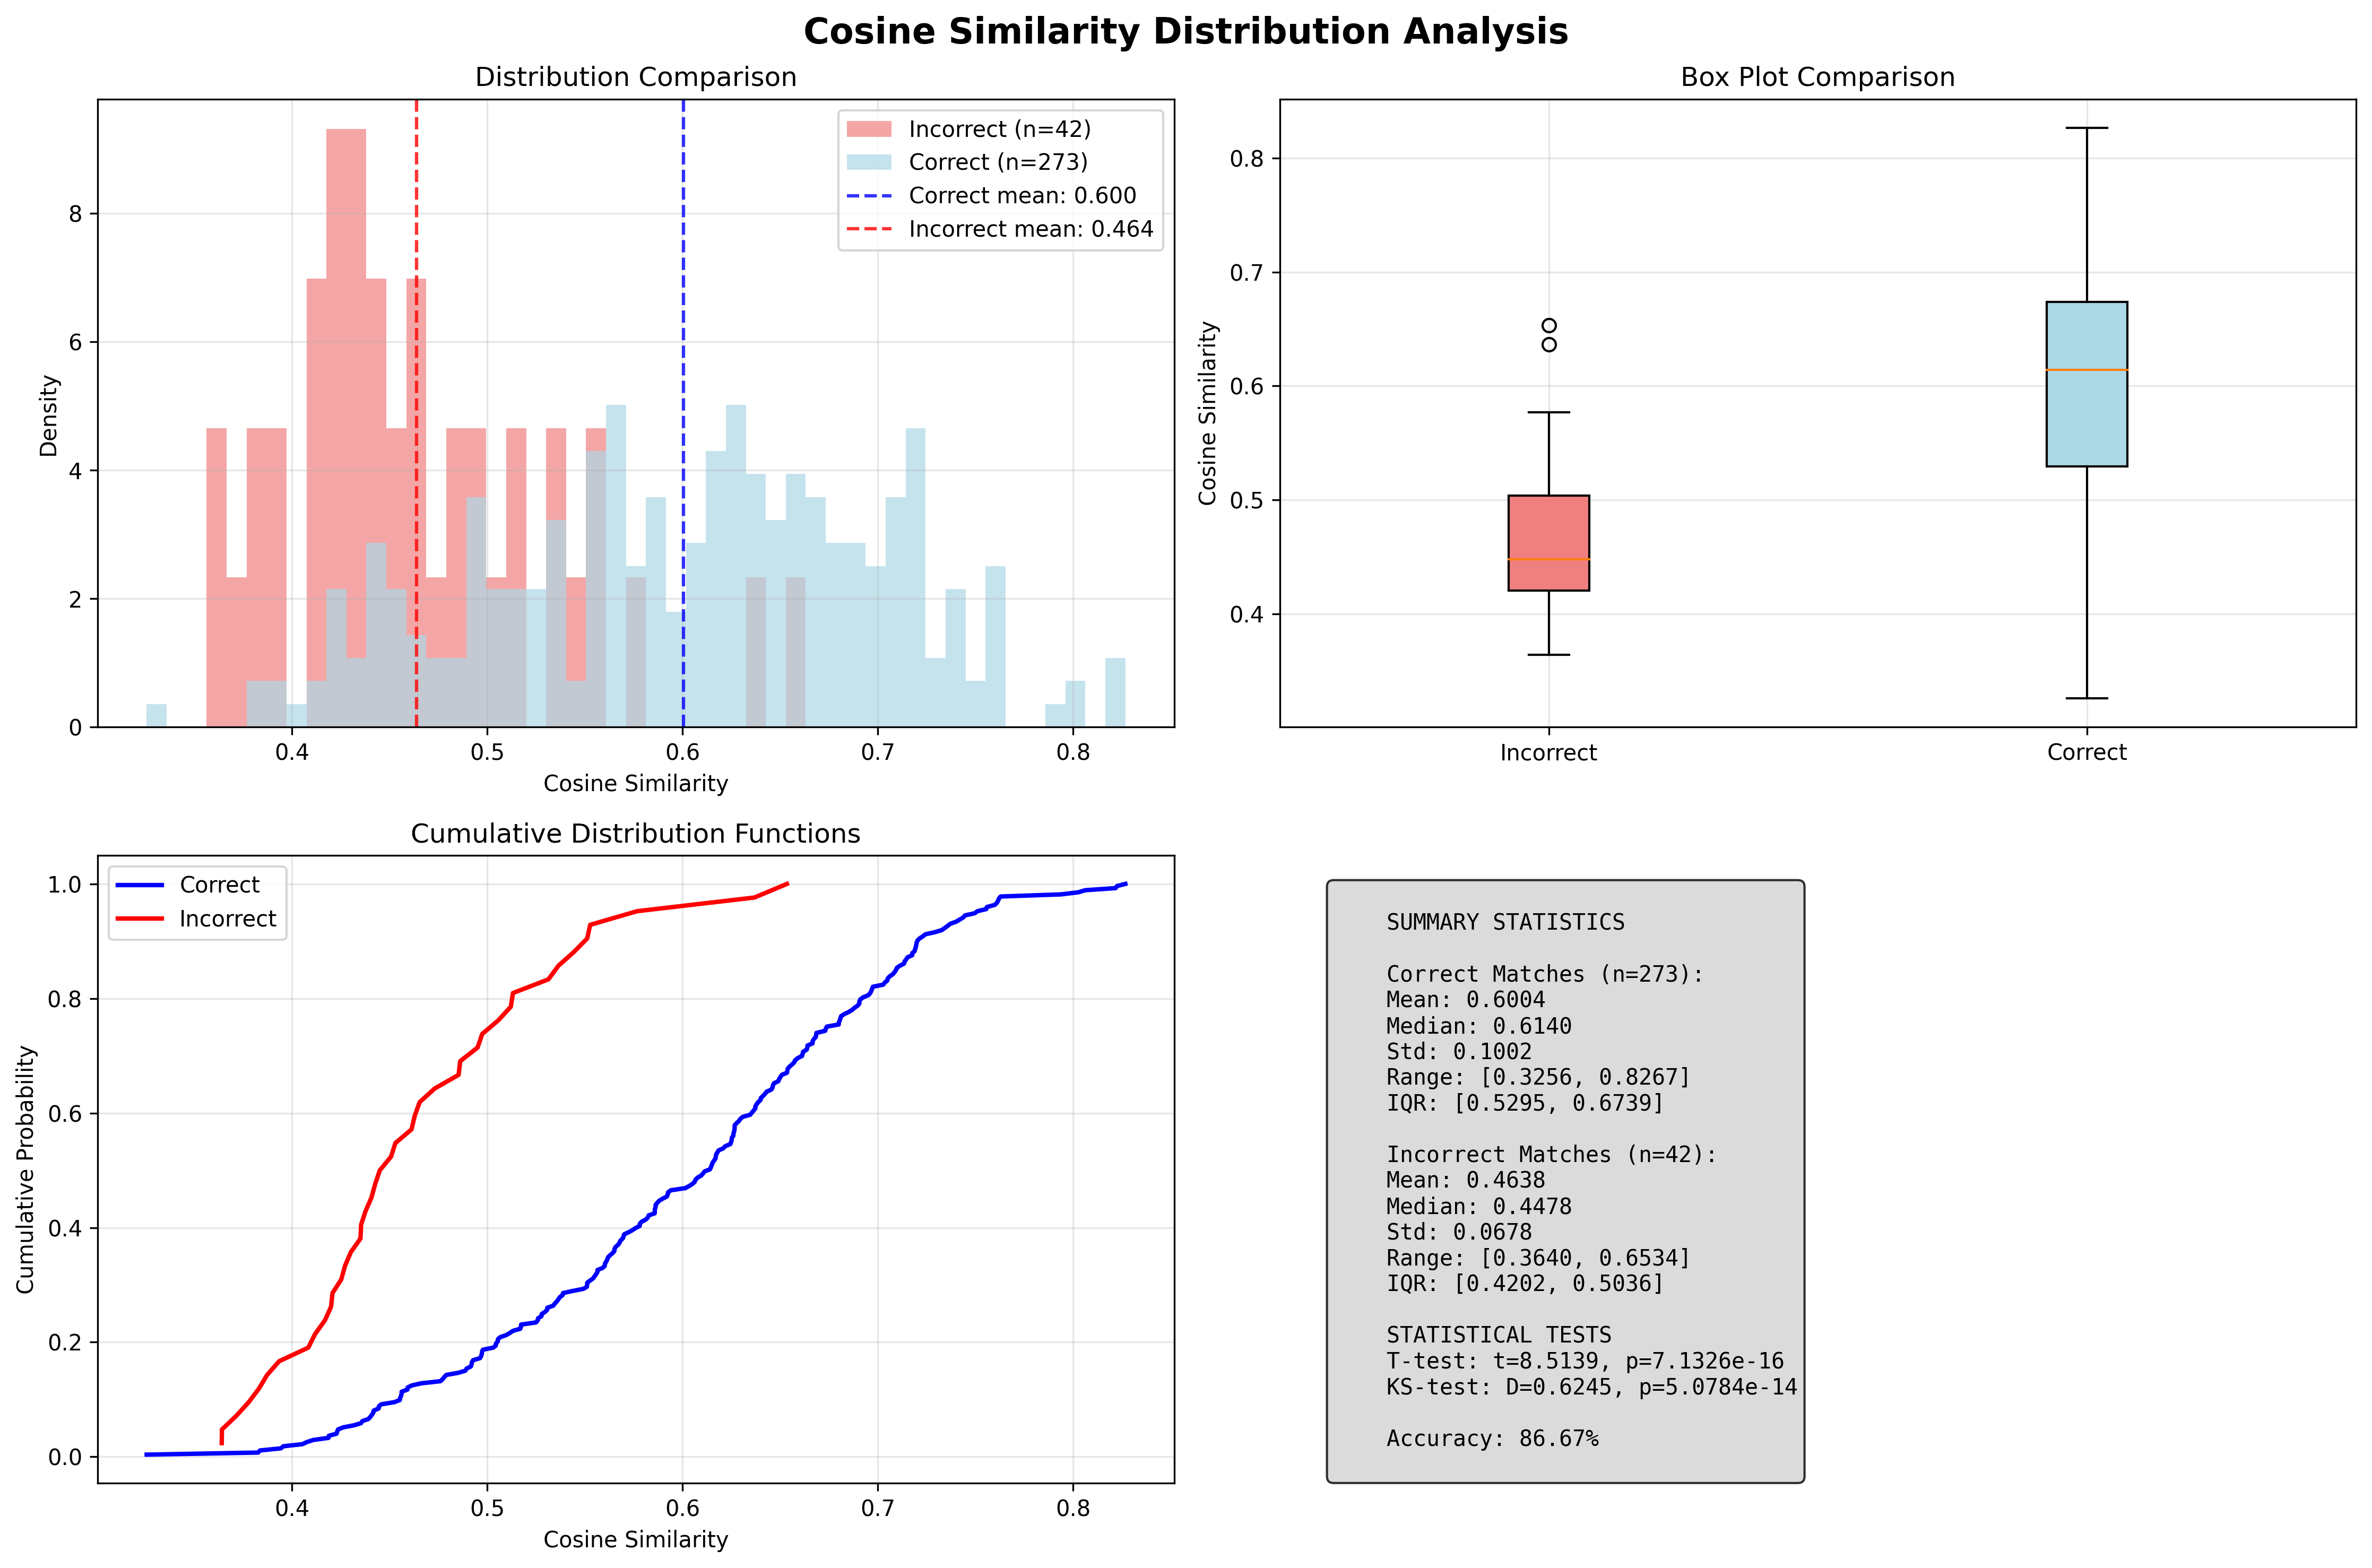 Cosine Similarity Distribution Analysis
Distribution Comparison
Incorrect (n=42)
Correct (n=273)
Correct mean: 0.600
Incorrect mean: 0.464
8
6
4
2
0
Density
0.4 0.5 0.6 0.7 0.8
Cosine Similarity
Box Plot Comparison
0.8
0.7
0.6
0.5
0.4
Cosine Similarity
Incorrect Correct
Cumulative Distribution Functions
Correct
Incorrect
1.0
0.8
0.6
0.4
0.2
0.0
Cumulative Probability
0.4 0.5 0.6 0.7 0.8
Cosine Similarity
SUMMARY STATISTICS
Correct Matches (n=273):
Mean: 0.6004
Median: 0.6140
Std: 0.1002
Range: [0.3256, 0.8267]
IQR: [0.5295, 0.6739]
Incorrect Matches (n=42):
Mean: 0.4638
Median: 0.4478
Std: 0.0678
Range: [0.3640, 0.6534]
IQR: [0.4202, 0.5036]
STATISTICAL TESTS
T-test: t=8.5139, p=7.1326e-16
KS-test: D=0.6245, p=5.0784e-14
Accuracy: 86.67%